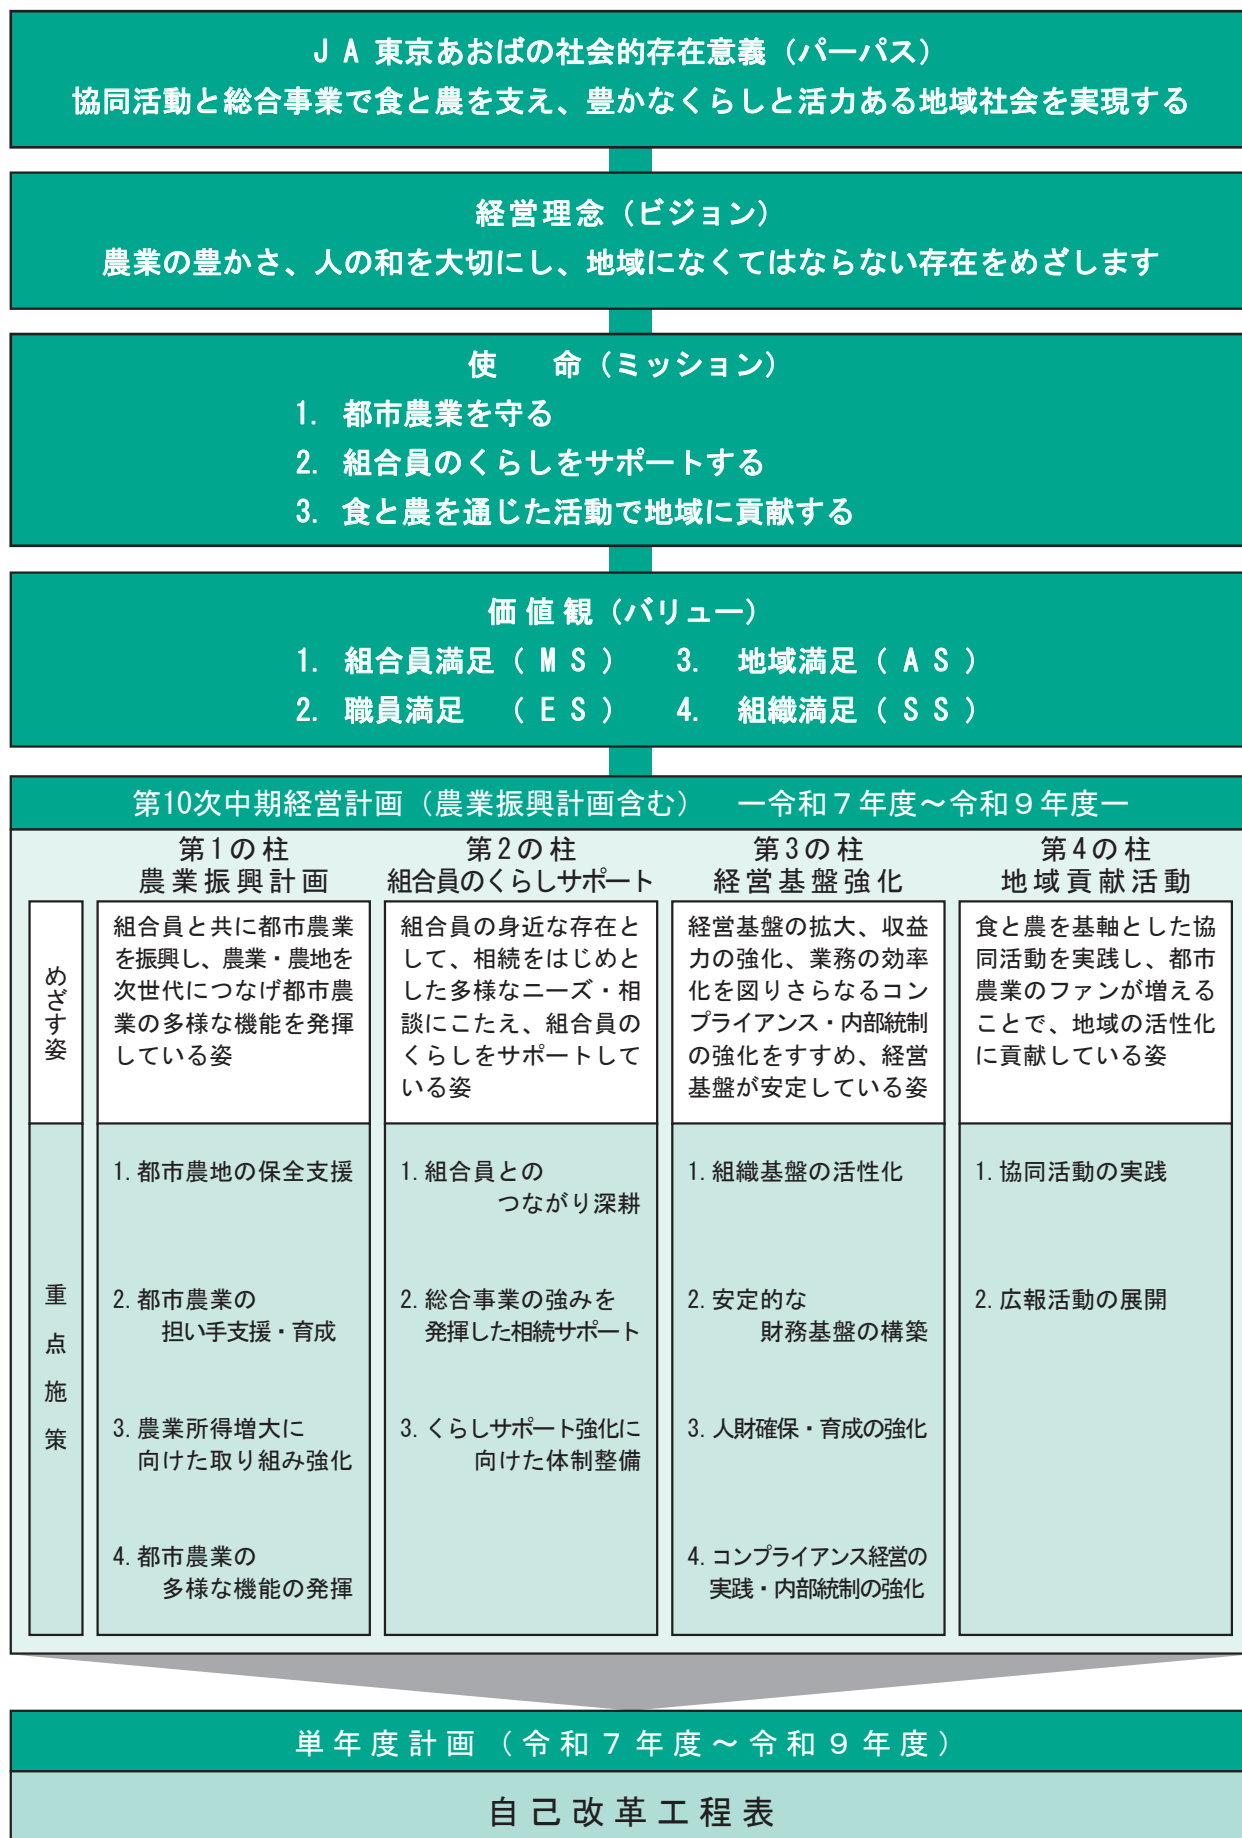 ＪＡ 東京あおばの社会的存在意義（パーパス）
協同活動と総合事業で食と農を支え、豊かなくらしと活力ある地域社会を実現する
経営理念（ビジョン）
農業の豊かさ、人の和を大切にし、地域になくてはならない存在をめざします
使　命（ミッション）
1. 都市農業を守る
2. 組合員のくらしをサポートする
3. 食と農を通じた活動で地域に貢献する
価値観（バリュー）
1. 組合員満足（ＭＳ）　3. 地域満足（ＡＳ）
2. 職員満足　（ＥＳ）　4. 組織満足（ＳＳ）
第10次中期経営計画（農業振興計画含む）　―令和７年度～令和９年度―
第1の柱
農業振興計画
第2の柱
組合員のくらしサポート
第3の柱
経営基盤強化
第4の柱
地域貢献活動
めざす姿
組合員と共に都市農業
を振興し、農業・農地を
次世代につなげ都市農
業の多様な機能を発揮
している姿
組合員の身近な存在と
して、相続をはじめと
した多様なニーズ・相
談にこたえ、組合員の
くらしをサポートして
いる姿
経営基盤の拡大、収益
力の強化、業務の効率
化を図りさらなるコン
プライアンス・内部統制
の強化をすすめ、経営
基盤が安定している姿
食と農を基軸とした協
同活動を実践し、都市
農業のファンが増える
ことで、地域の活性化
に貢献している姿
重点施策
1. 都市農地の保全支援
2. 都市農業の
担い手支援・育成
3. 農業所得増大に
向けた取り組み強化
4. 都市農業の
多様な機能の発揮
1. 組合員との
つながり深耕
2. 総合事業の強みを
発揮した相続サポート
3. くらしサポート強化に
向けた体制整備
1. 組織基盤の活性化
2. 安定的な
財務基盤の構築
3. 人財確保・育成の強化
4. コンプライアンス経営の
実践・内部統制の強化
1. 協同活動の実践
2. 広報活動の展開
単年度計画（令和７年度～令和９年度）
自己改革工程表